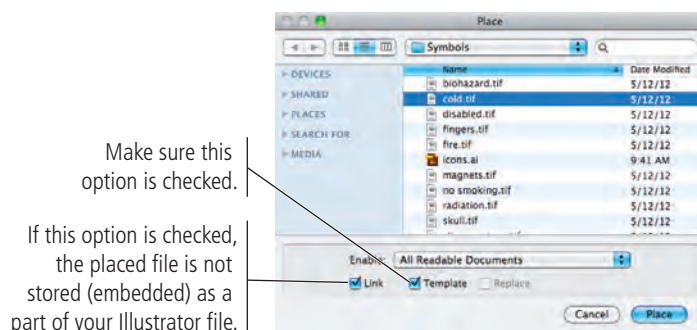 Place
Symbols
Name Date Modified
DEVICES
SHARED
PLACES
SEARCH FOR
MEDIA
biohazard.tif 5/12/12
cold.tif 5/12/12
disabled.tif 5/12/12
fingers.tif 5/12/12
fire.tif 5/12/12
icons.ai 9:41 AM
magnets.tif 5/12/12
no smoking.tif 5/12/12
radiation.tif 5/12/12
skull.tif 5/12/12
Make sure this
option is checked.
If this option is checked,
the placed file is not
stored (embedded) as a
part of your Illustrator file.
Enable: All Readable Documents
Link Template Replace
Cancel Place